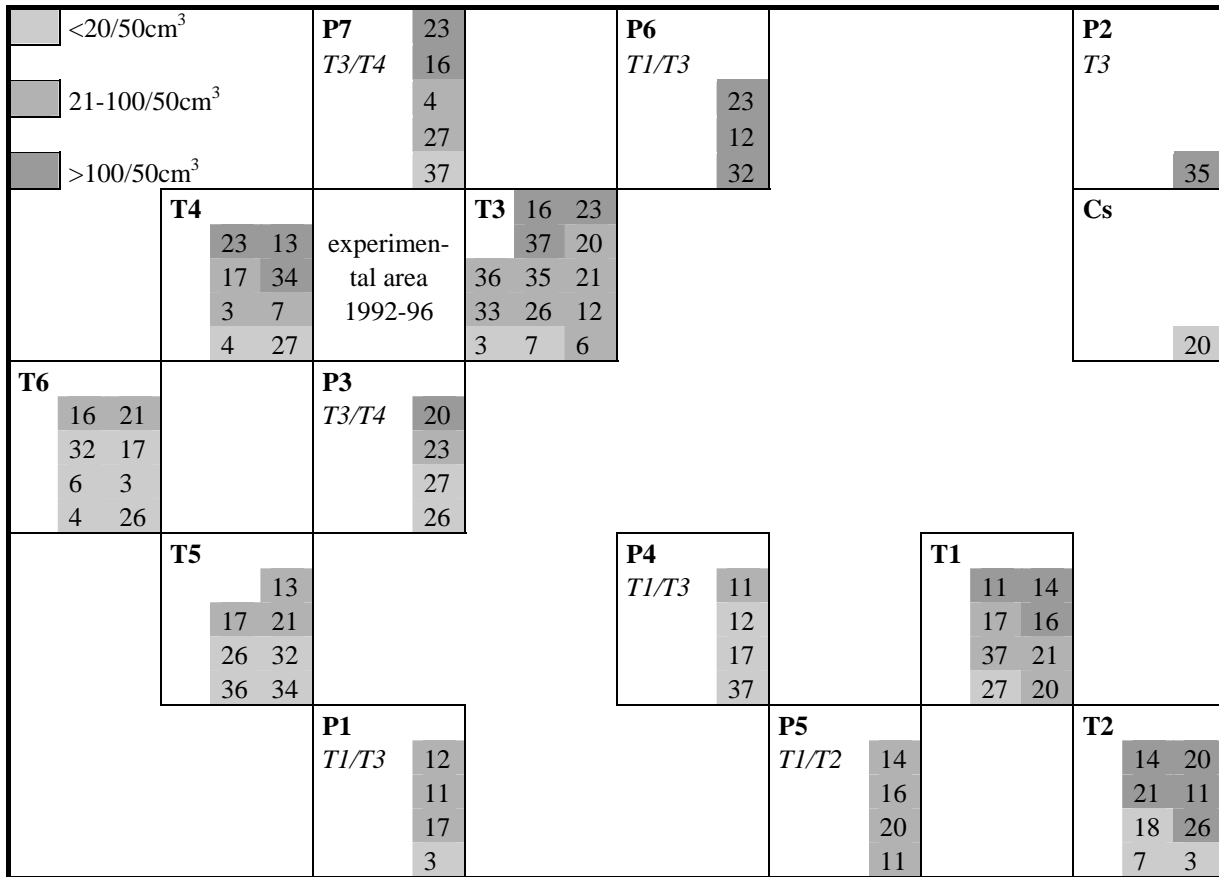 <20/50cm³ P7 23 P6 P2
T3/T4 16 T1/T3 T3
21-100/50cm³ 4 23
27 12
>100/50cm³ 37 32 35
T4 T3 16 23 Cs
23 13 experimen- 37 20
17 34 tal area 36 35 21
3 7 1992-96 33 26 12
4 27 3 7 6 20
T6 P3
16 21 T3/T4 20
32 17 23
6 3 27
4 26 26
T5 P4 T1
13 T1/T3 11 11 14
17 21 12 17 16
26 32 17 37 21
36 34 37 27 20
P1 P5 T2
T1/T3 12 T1/T2 14 14 20
11 16 21 11
17 20 18 26
3 11 7 3